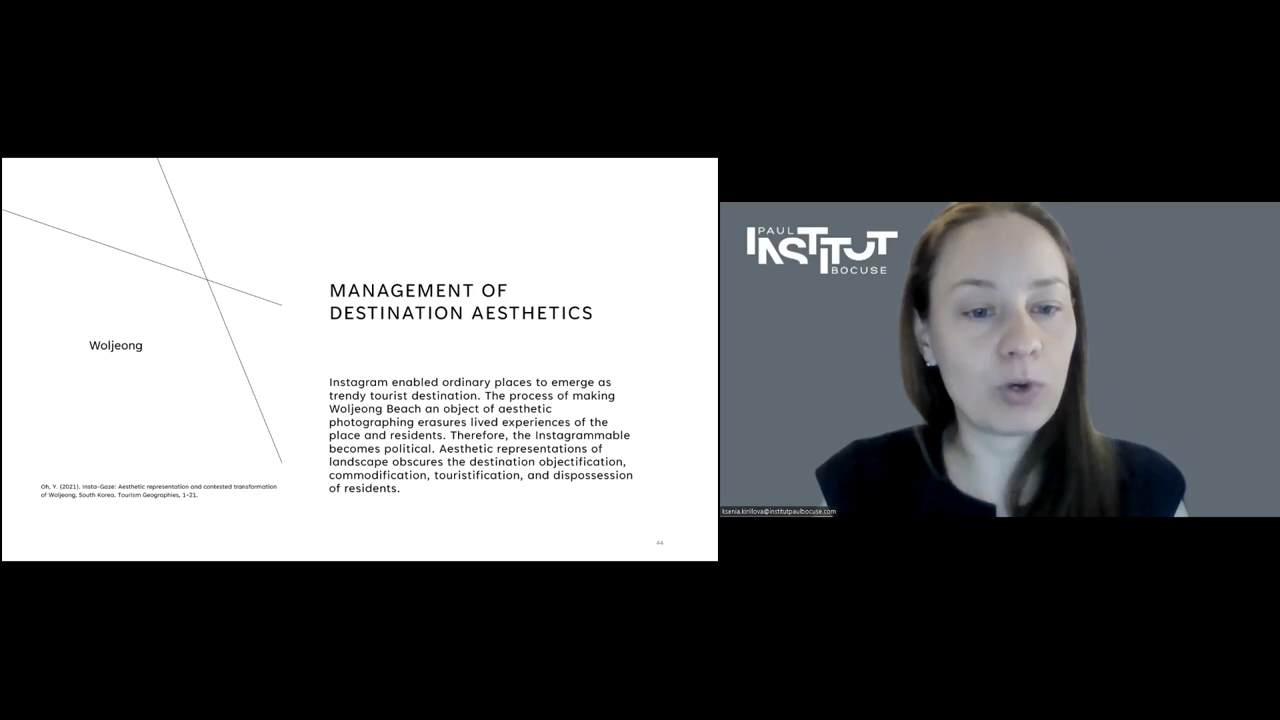 MANAGEMENT OF
DESTINATION AESTHETICS
Woljeong
Instagram enabled ordinary places to emerge as
trendy tourist destination. The process of making
Woljeong Beach an object of aesthetic
photographing erasures lived experiences of the
place and residents. Therefore, the Instagrammable
becomes political. Aesthetic representations of
landscape obscures the destination objectification,
commodification, touristification, and dispossession
of residents.
Oh, Y. (2021). Insta-Gaze: Aesthetic representation and contested transformation
of Woljeong, South Korea. Tourism Geographies, 1-21.
44
PAUL
INSTITUT
BOCUSE
ksenia.kirillova@institutpaulbocuse.com